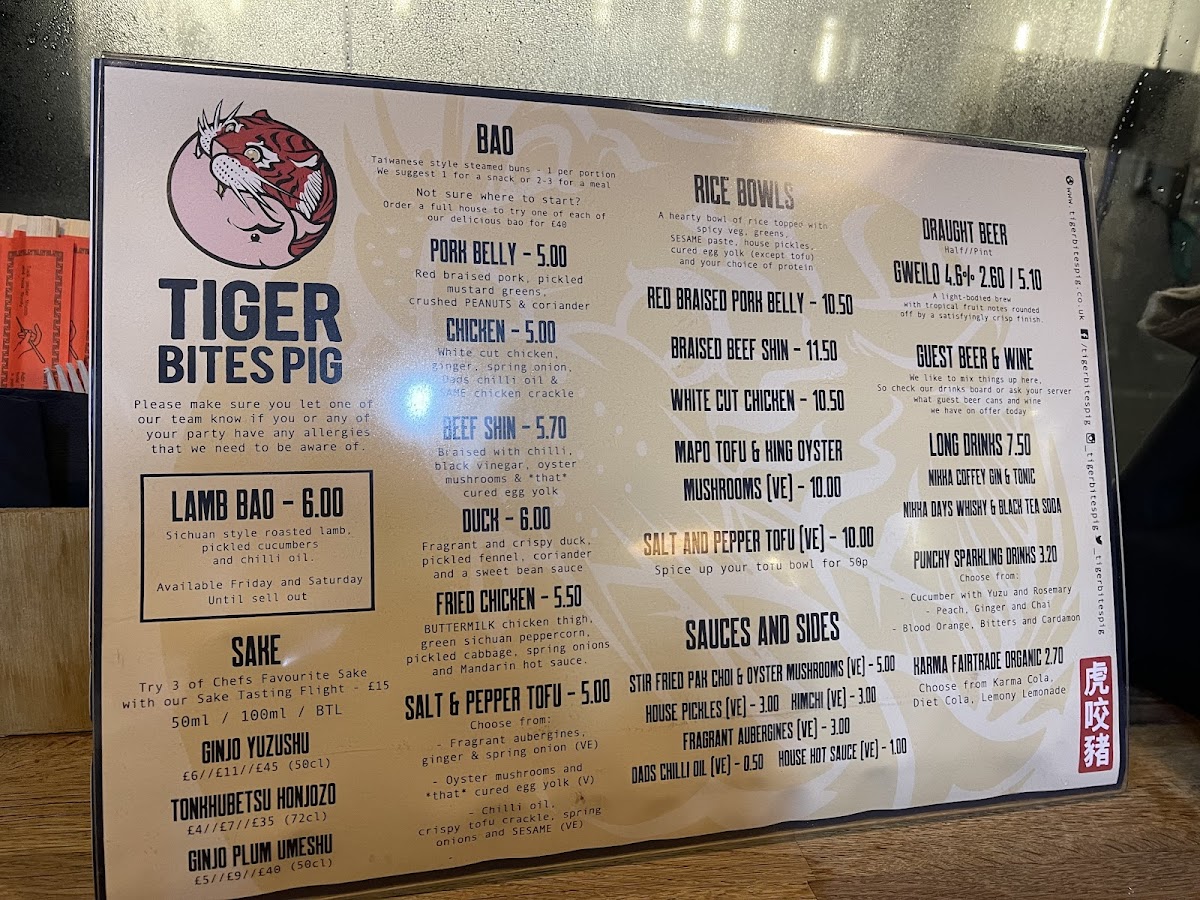 TIGER
BITES PIG
Please make sure you let one of
our team know if you or any of
your party have any allergies
that we need to be aware of.
LAMB BAO - 6.00
Sichuan style roasted lamb,
pickled cucumbers
and chilli oil.
Available Friday and Saturday
Until sell out
SAKE
Try 3 of Chefs Favourite Sake
with our Sake Tasting Flight - £15
50ml / 100ml / BTL
GINJO YUZUSHU
£6//£11//£45 (50cl)
TONKHUBETSU HONJOZO
£4//£7//£35 (72cl)
GINJO PLUM UMESHU
£5//£9//£40 (50cl)
BAO
Taiwanese style steamed buns - 1 per portion
We suggest 1 for a snack or 2-3 for a meal
Not sure where to start?
Order a full house to try one of each of
our delicious bao for £40
PORK BELLY - 5.00
Red braised pork, pickled
mustard greens,
crushed PEANUTS & coriander
CHICKEN - 5.00
White cut chicken,
ginger, spring onion,
Dads chilli oil &
SESAME chicken crackle
BEEF SHIN - 5.70
Braised with chilli,
black vinegar, oyster
mushrooms & *that*
cured egg yolk
DUCK - 6.00
Fragrant and crispy duck,
pickled fennel, coriander
and a sweet bean sauce
FRIED CHICKEN - 5.50
BUTTERMILK chicken thigh,
green sichuan peppercorn,
pickled cabbage, spring onions
and Mandarin hot sauce.
SALT & PEPPER TOFU - 5.00
Choose from:
- Fragrant aubergines,
ginger & spring onion (VE)
- Oyster mushrooms and
*that* cured egg yolk (V)
- Chilli oil,
crispy tofu crackle, spring
onions and SESAME (VE)
RICE BOWLS
A hearty bowl of rice topped with
spicy veg, greens,
SESAME paste, house pickles,
cured egg yolk (except tofu)
and your choice of protein
RED BRAISED PORK BELLY - 10.50
BRAISED BEEF SHIN - 11.50
WHITE CUT CHICKEN - 10.50
MAPO TOFU & KING OYSTER
MUSHROOMS (VE) - 10.00
SALT AND PEPPER TOFU (VE) - 10.00
Spice up your tofu bowl for 50p
SAUCES AND SIDES
STIR FRIED PAK CHOI & OYSTER MUSHROOMS (VE) - 5.00
HOUSE PICKLES (VE) - 3.00 KIMCHI (VE) - 3.00
FRAGRANT AUBERGINES (VE) - 3.00
DADS CHILLI OIL (VE) - 0.50 HOUSE HOT SAUCE (VE) - 1.00
DRAUGHT BEER
Half//Pint
GWEILO 4.6% 2.60 / 5.10
A light-bodied brew
with tropical fruit notes rounded
off by a satisfyingly crisp finish.
GUEST BEER & WINE
We like to mix things up here,
So check our drinks board or ask your server
what guest beer cans and wine
we have on offer today
LONG DRINKS 7.50
NIKKA COFFEY GIN & TONIC
NIKKA DAYS WHISKY & BLACK TEA SODA
PUNCHY SPARKLING DRINKS 3.20
Choose from:
- Cucumber with Yuzu and Rosemary
- Peach, Ginger and Chai
- Blood Orange, Bitters and Cardamon
KARMA FAIRTRADE ORGANIC 2.70
Choose from Karma Cola,
Diet Cola, Lemony Lemonade
www.tigerbitespig.co.uk /tigerbitespig _tigerbitespig _tigerbitespig
虎咬豬